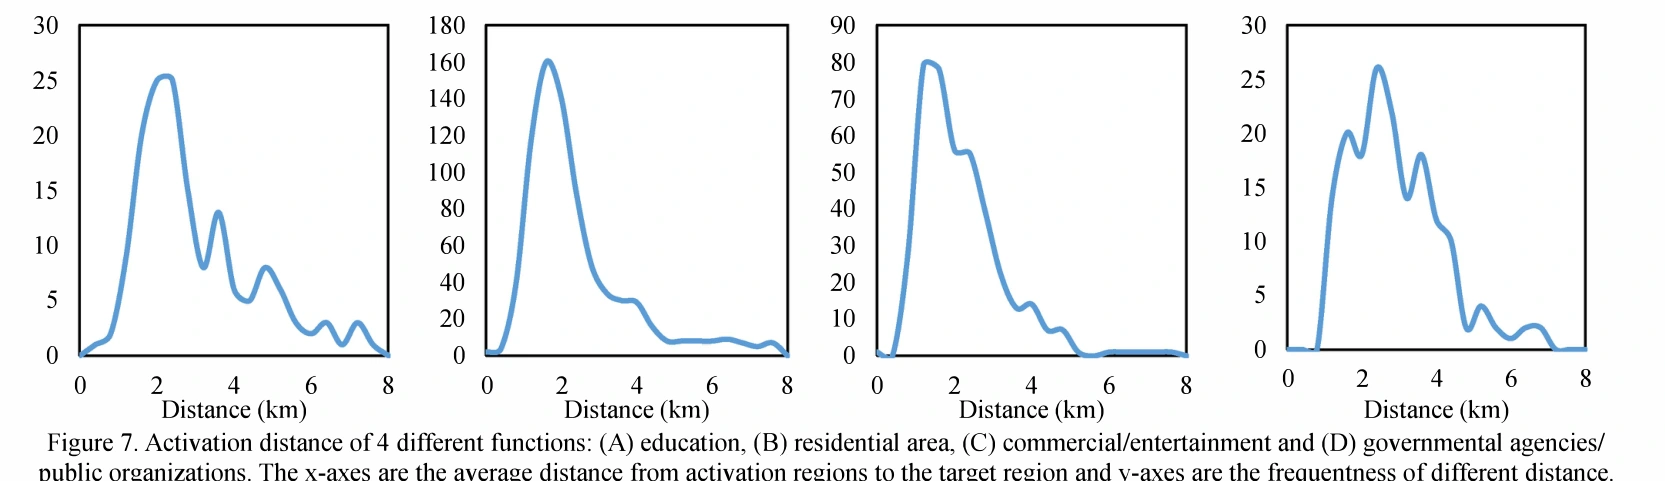 30 180 90 30
25 160 80 25
140 70
20 120 60 20
15 100 50 15
80 40
10 60 30 10
40 20
5 20 10 5
0 0 0 0
0 2 4 6 8 0 2 4 6 8 0 2 4 6 8 0 2 4 6 8
Distance (km) Distance (km) Distance (km) Distance (km)
Figure 7. Activation distance of 4 different functions: (A) education, (B) residential area, (C) commercial/entertainment and (D) governmental agencies/
public organizations. The x-axes are the average distance from activation regions to the target region and y-axes are the frequentness of different distance.